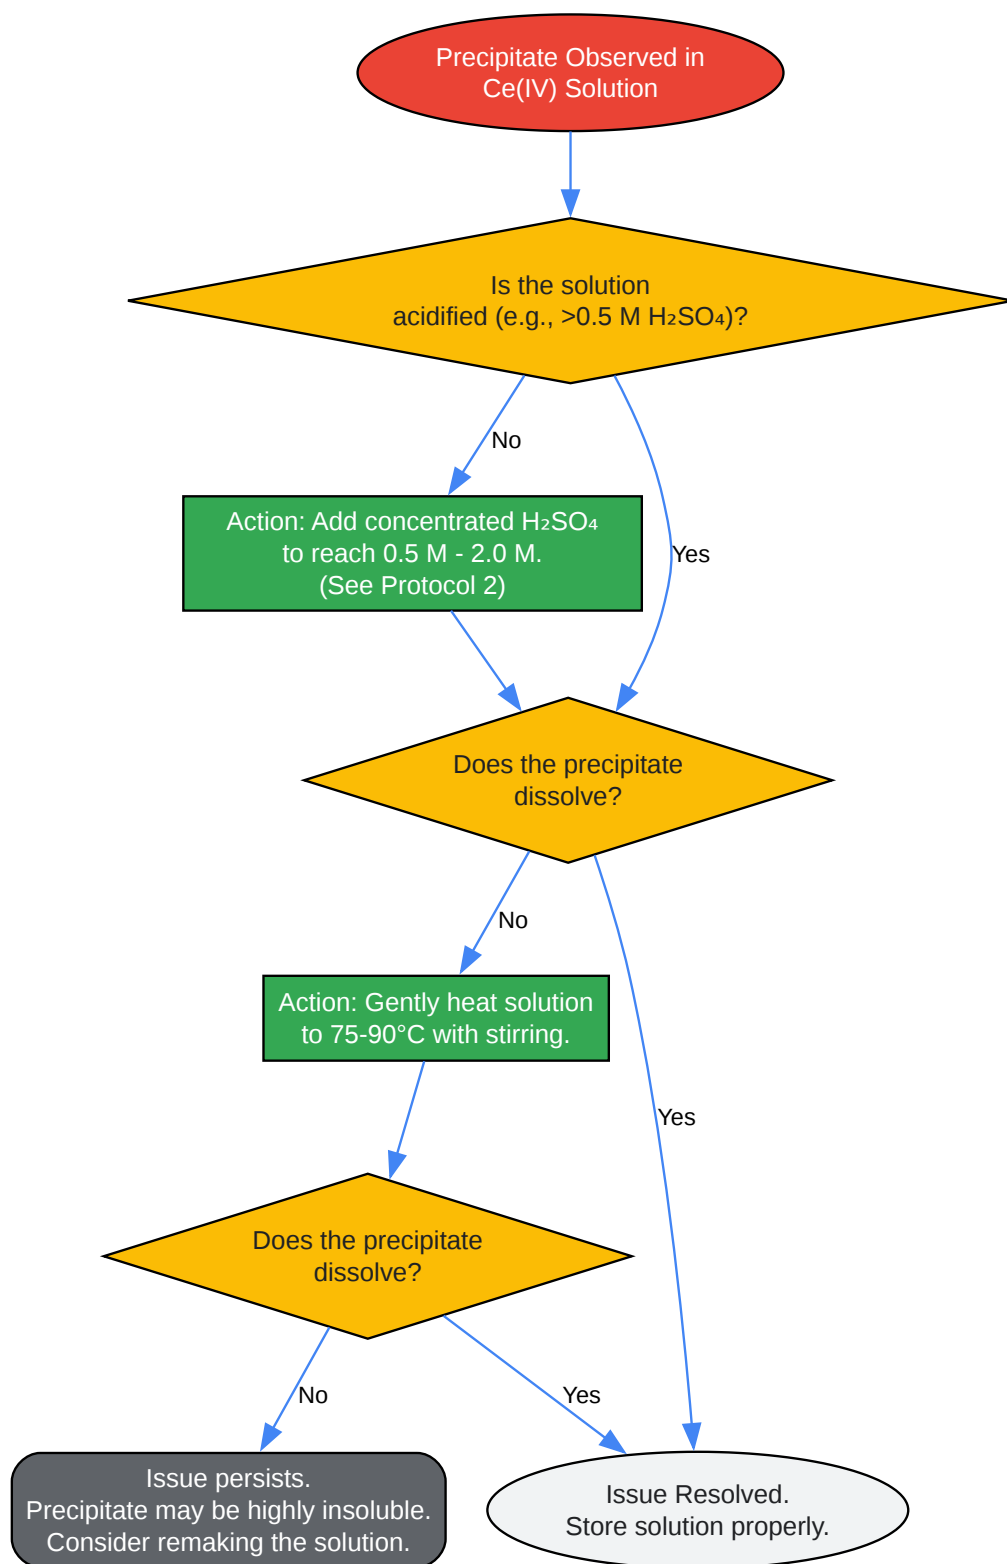 Precipitate Observed in
Ce(IV) Solution
Is the solution
acidified (e.g., >0.5 M H₂SO₄)?
No
Yes
Action: Add concentrated H₂SO₄
to reach 0.5 M - 2.0 M.
(See Protocol 2)
Does the precipitate
dissolve?
No
Yes
Action: Gently heat solution
to 75-90°C with stirring.
Does the precipitate
dissolve?
No
Yes
Issue persists.
Precipitate may be highly insoluble.
Consider remaking the solution.
Issue Resolved.
Store solution properly.